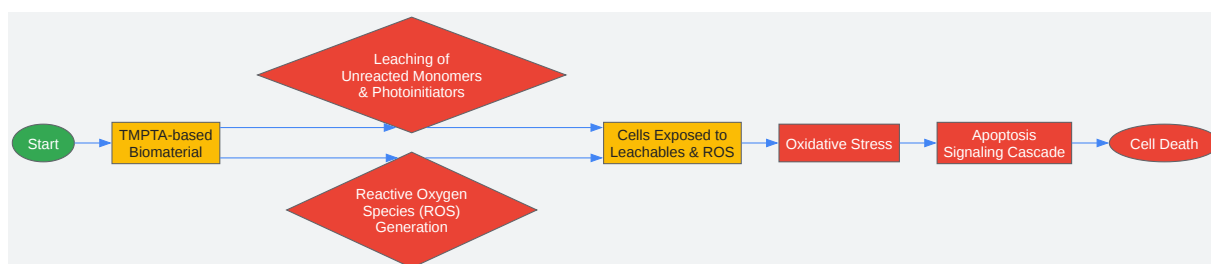 Start
TMPTA-based
Biomaterial
Leaching of
Unreacted Monomers
& Photoinitiators
Reactive Oxygen
Species (ROS)
Generation
Cells Exposed to
Leachables & ROS
Oxidative Stress
Apoptosis
Signaling Cascade
Cell Death